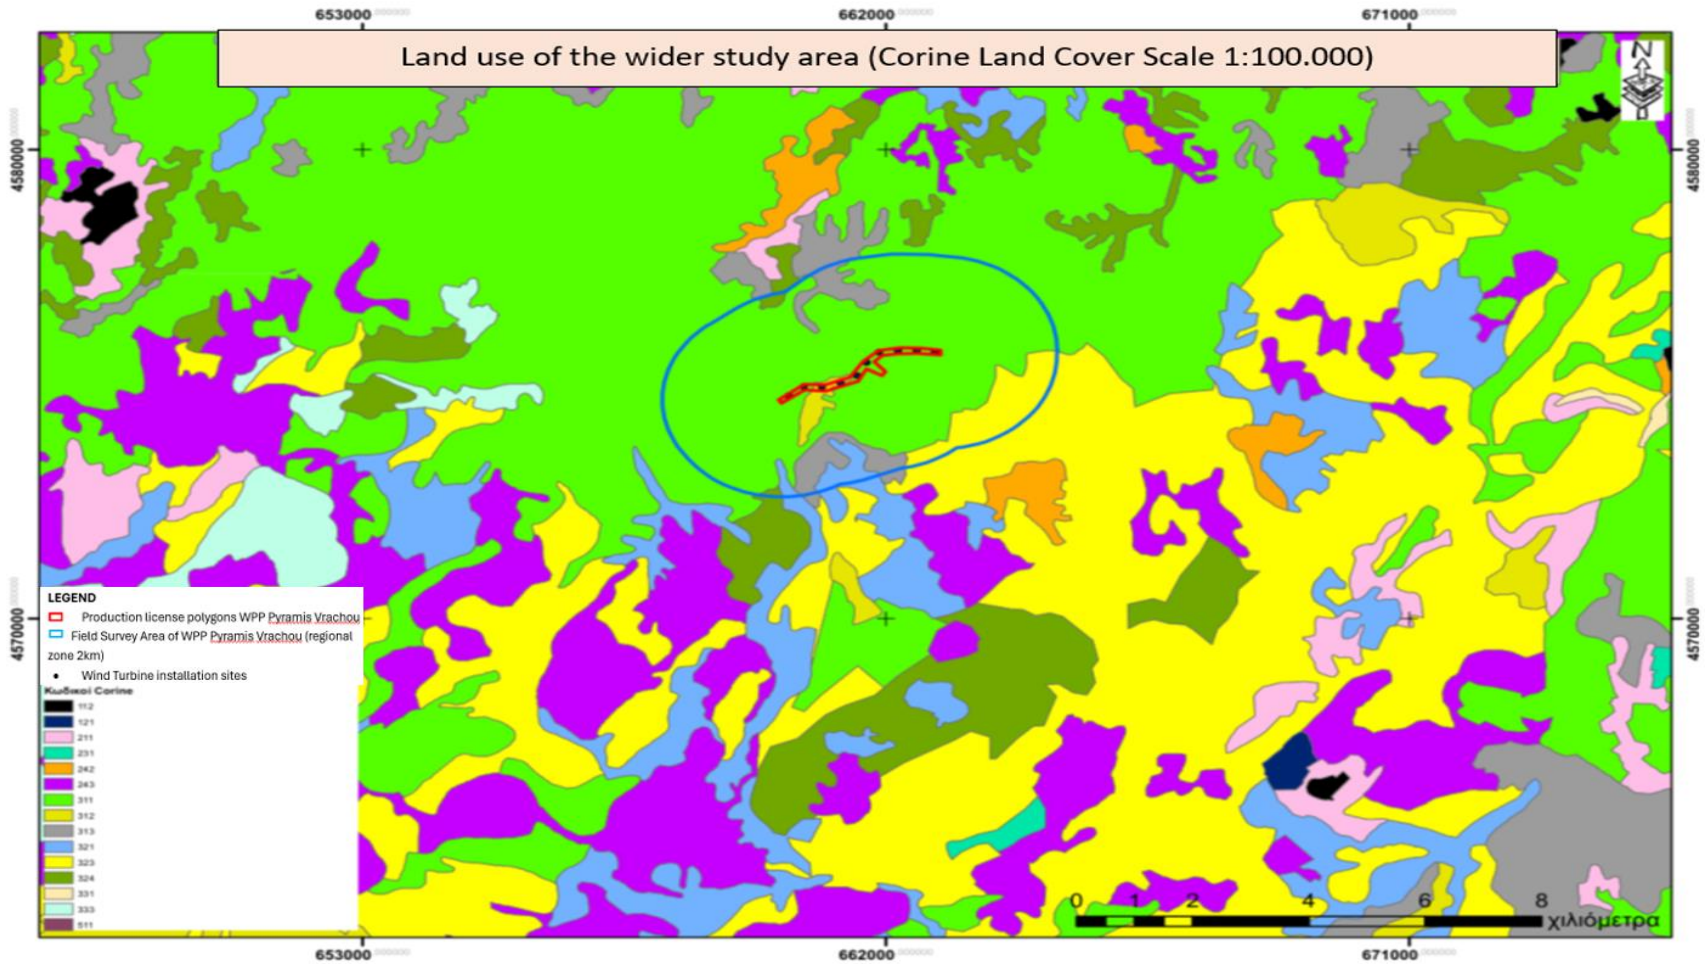 653000 662000 671000
Land use of the wider study area (Corine Land Cover Scale 1:100.000)
N
4580000 4580000
4570000 4570000
LEGEND
Production license polygons WPP Pyramis Vrachou
Field Survey Area of WPP Pyramis Vrachou (regional
zone 2km)
Wind Turbine installation sites
Κωδικοί Corine
112
121
211
231
242
243
311
312
313
321
323
324
331
333
511
0 1 2 4 6 8
χιλιόμετρα
653000 662000 671000